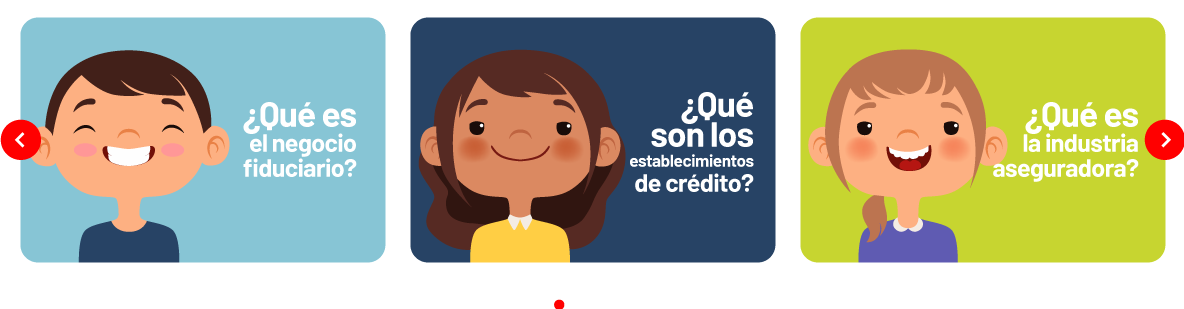 ¿Qué es
el negocio
fiduciario?
¿Qué
son los
establecimientos
de crédito?
¿Qué es
la industria
aseguradora?